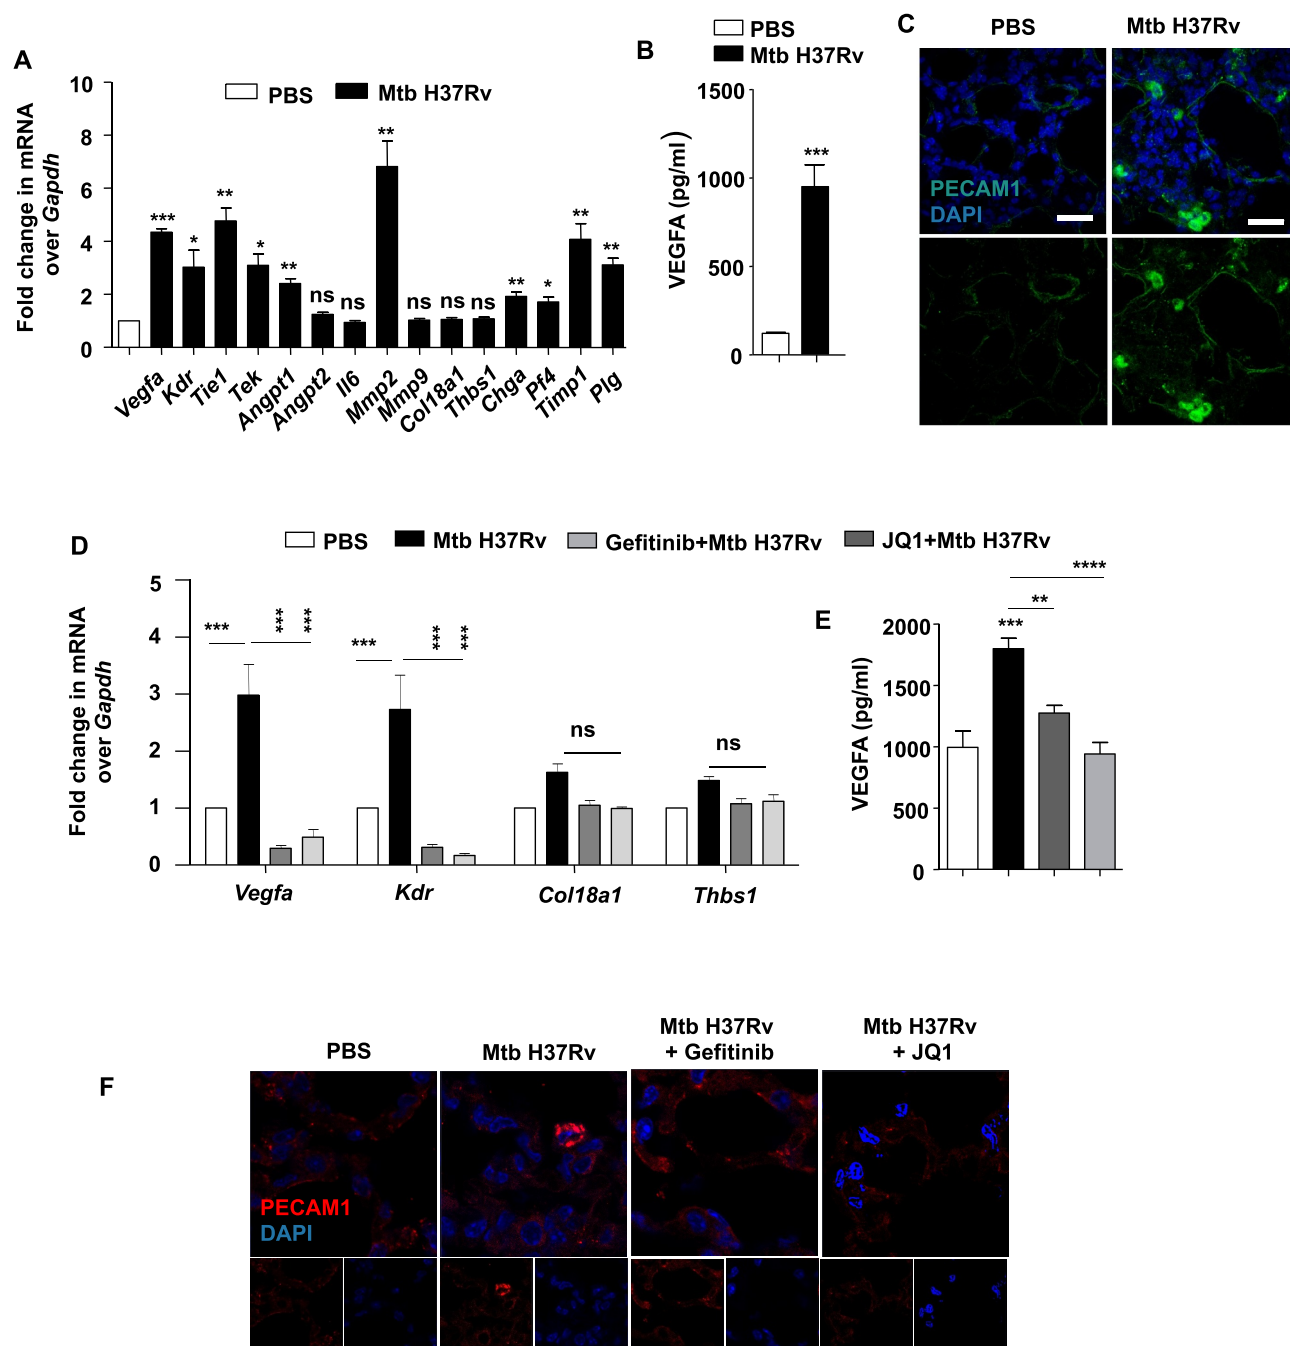 A
PBS
Mtb H37Rv
Fold change in mRNA
over Gapdh
10
8
6
4
2
0
***
*
**
*
**
ns
ns
**
ns
ns
ns
**
*
**
**
Vegfa
Kdr
Tie1
Tek
Angpt1
Angpt2
Il6
Mmp2
Mmp9
Col18a1
Thbs1
Chga
Pf4
Timp1
Plg
B
PBS
Mtb H37Rv
VEGFA (pg/ml)
1500
1000
500
0
***
C
PBS
Mtb H37Rv
PECAM1
DAPI
D
PBS
Mtb H37Rv
Gefitinib+Mtb H37Rv
JQ1+Mtb H37Rv
Fold change in mRNA
over Gapdh
5
4
3
2
1
0
***
***
***
***
***
***
ns
ns
Vegfa
Kdr
Col18a1
Thbs1
E
VEGFA (pg/ml)
2000
1500
1000
500
0
****
**
***
F
PBS
Mtb H37Rv
Mtb H37Rv
+ Gefitinib
Mtb H37Rv
+ JQ1
PECAM1
DAPI